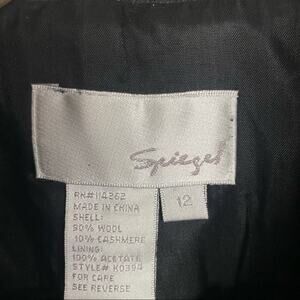 Spiegel
12
RN#114262
MADE IN CHINA
SHELL:
90% WOOL
10% CASHMERE
LINING:
100% ACETATE
STYLE# K0394
FOR CARE
SEE REVERSE